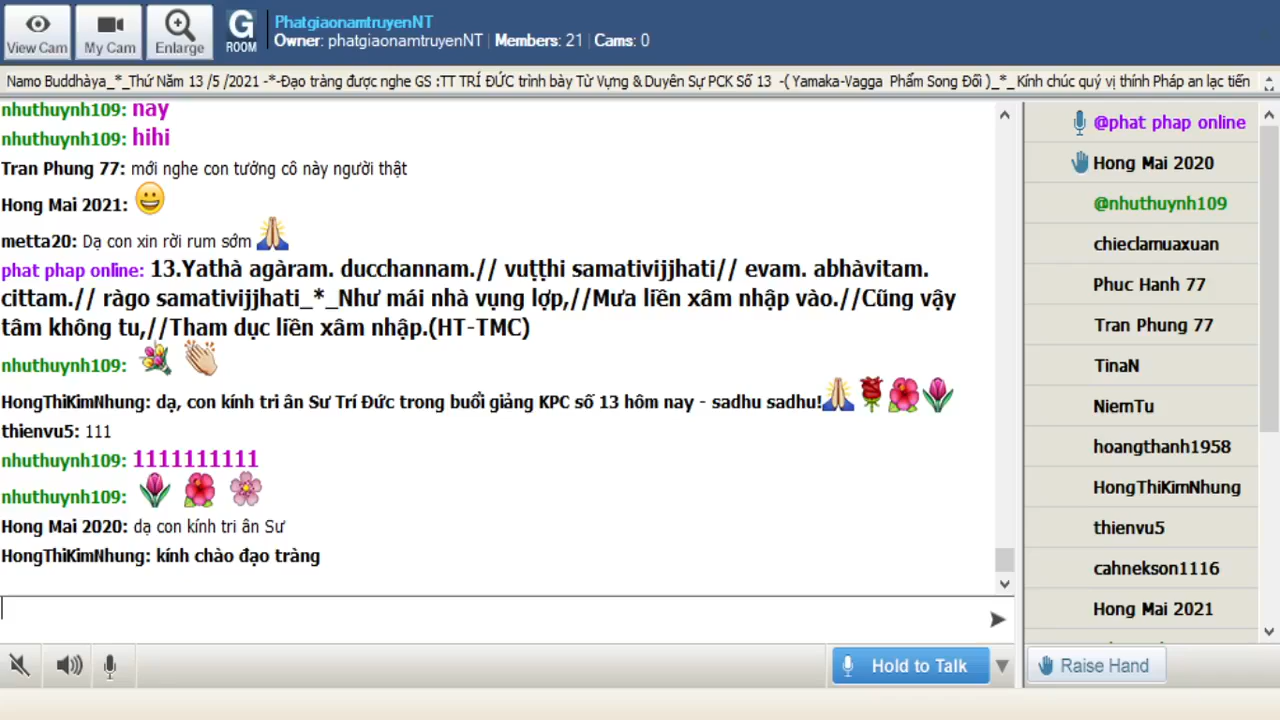 PhatgiaonamtruyenNT
Owner: phatgiaonamtruyenNT | Members: 21 | Cams: 0
View Cam
My Cam
Enlarge
G
ROOM
Namo Buddhàya_*_Thứ Năm 13 /5 /2021 -*-Đạo tràng được nghe GS :TT TRÍ ĐỨC trình bày Từ Vựng & Duyên Sự PCK Số 13 -( Yamaka-Vagga Phẩm Song Đối )_*_ Kính chúc quý vị thính Pháp an lạc tiến
nhuthuynh109: nay
nhuthuynh109: hihi
Tran Phung 77: mới nghe con tướng cô này người thật
Hong Mai 2021: 😀
metta20: Dạ con xin rời rum sớm 🙏
phat phap online: 13.Yathà agàram. ducchannam.// vuṭṭhi samativijjhati// evam. abhàvitam.
cittam.// ràgo samativijjhati_*_Như mái nhà vụng lợp,//Mưa liền xâm nhập vào.//Cũng vậy
tâm không tu,//Tham dục liền xâm nhập.(HT-TMC)
nhuthuynh109: 💐 👏
HongThiKimNhung: dạ, con kính tri ân Sư Trí Đức trong buổi giảng KPC số 13 hôm nay - sadhu sadhu!🙏🌹🌺🌷
thienvu5: 111
nhuthuynh109: 1111111111
nhuthuynh109: 🌷 🌺 🌸
Hong Mai 2020: dạ con kính tri ân Sư
HongThiKimNhung: kính chào đạo tràng
@phat phap online
Hong Mai 2020
@nhuthuynh109
chieclamuaxuan
Phuc Hanh 77
Tran Phung 77
TinaN
NiemTu
hoangthanh1958
HongThiKimNhung
thienvu5
cahnekson1116
Hong Mai 2021
Hold to Talk
Raise Hand